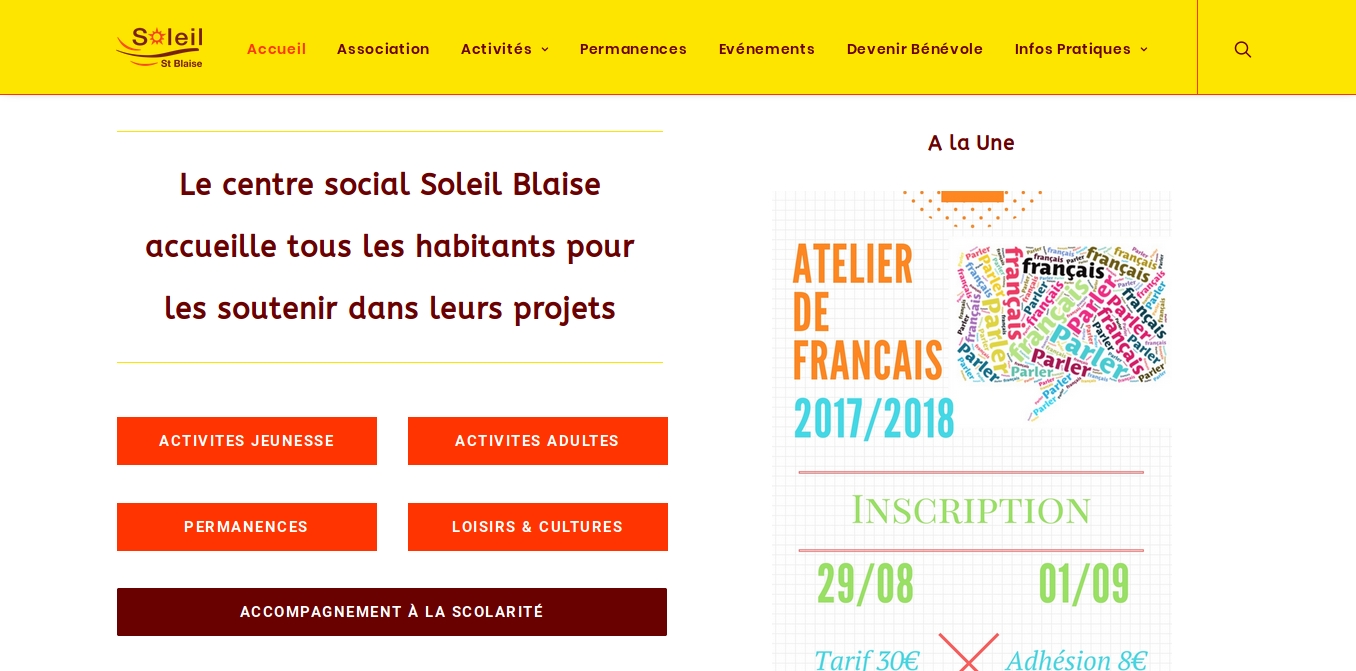 Soleil
St Blaise
Accueil Association Activités Permanences Evénements Devenir Bénévole Infos Pratiques
Le centre social Soleil Blaise
accueille tous les habitants pour
les soutenir dans leurs projets
ACTIVITES JEUNESSE ACTIVITES ADULTES
PERMANENCES LOISIRS & CULTURES
ACCOMPAGNEMENT À LA SCOLARITÉ
A la Une
ATELIER
DE
FRANCAIS
2017/2018
français
Parler
INSCRIPTION
29/08 01/09
Tarif 30€ Adhésion 8€